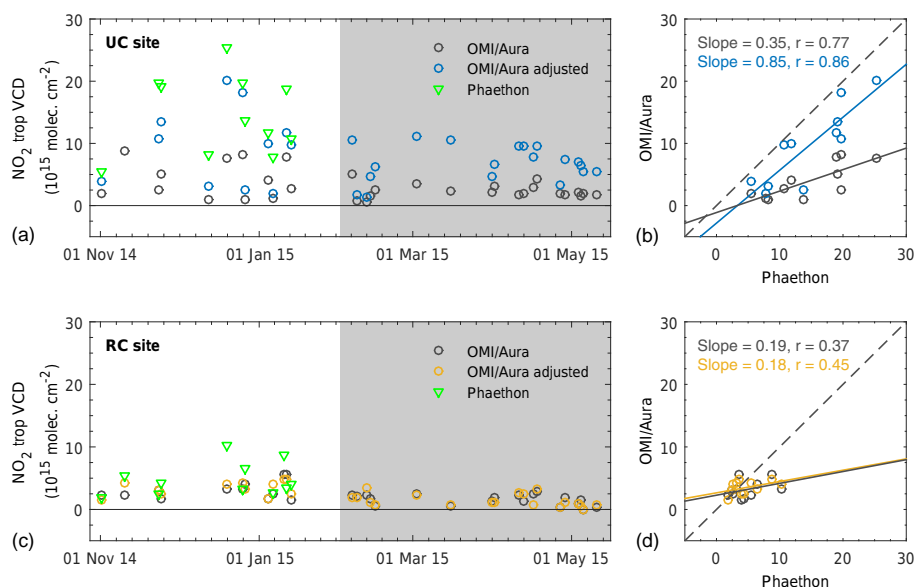 30
UC site
OMI/Aura
OMI/Aura adjusted
Phaethon
20
10
0
NO2 trop VCD
(10^15 molec. cm-2)
(a)
01 Nov 14
01 Jan 15
01 Mar 15
01 May 15
30
Slope = 0.35, r = 0.77
Slope = 0.85, r = 0.86
20
10
0
OMI/Aura
(b)
0
10
20
30
Phaethon
30
RC site
OMI/Aura
OMI/Aura adjusted
Phaethon
20
10
0
NO2 trop VCD
(10^15 molec. cm-2)
(c)
01 Nov 14
01 Jan 15
01 Mar 15
01 May 15
30
Slope = 0.19, r = 0.37
Slope = 0.18, r = 0.45
20
10
0
OMI/Aura
(d)
0
10
20
30
Phaethon